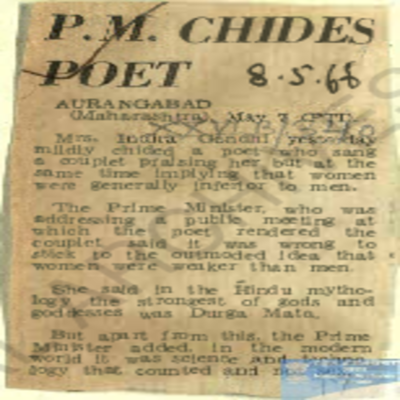 P. M. CHIDES
POET
8.5.68
AURANGABAD
(Maharashtra), May 7 (PTI).
Mrs. Indira Gandhi yesterday
mildly chided a poet who sang
a couplet praising her but at the
same time implying that women
were generally inferior to men.
The Prime Minister, who was
addressing a public meeting at
which the poet rendered the
couplet said it was wrong to
stick to the outmoded idea that
women were weaker than men.
She said in the Hindu mytho-
logy the strongest of gods and
goddesses was Durga Mata.
But apart from this, the Prime
Minister added, in the modern
world it was science and techno-
logy that counted and not sex.